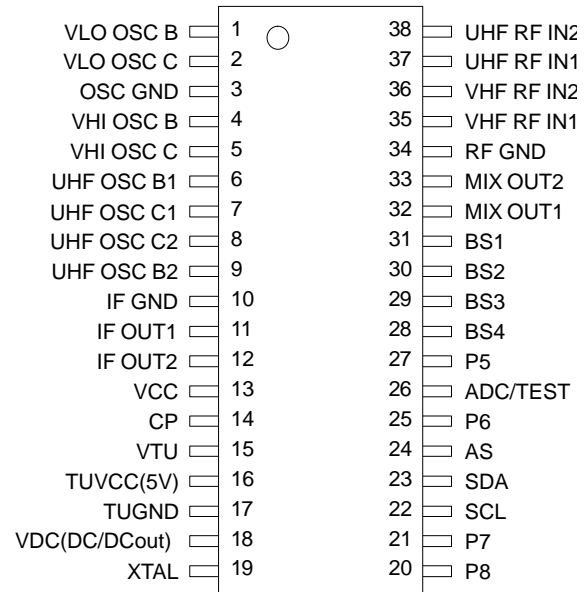 VLO OSC B 1 38 UHF RF IN2
VLO OSC C 2 37 UHF RF IN1
OSC GND 3 36 VHF RF IN2
VHI OSC B 4 35 VHF RF IN1
VHI OSC C 5 34 RF GND
UHF OSC B1 6 33 MIX OUT2
UHF OSC C1 7 32 MIX OUT1
UHF OSC C2 8 31 BS1
UHF OSC B2 9 30 BS2
IF GND 10 29 BS3
IF OUT1 11 28 BS4
IF OUT2 12 27 P5
VCC 13 26 ADC/TEST
CP 14 25 P6
VTU 15 24 AS
TUVCC(5V) 16 23 SDA
TUGND 17 22 SCL
VDC(DC/DCout) 18 21 P7
XTAL 19 20 P8